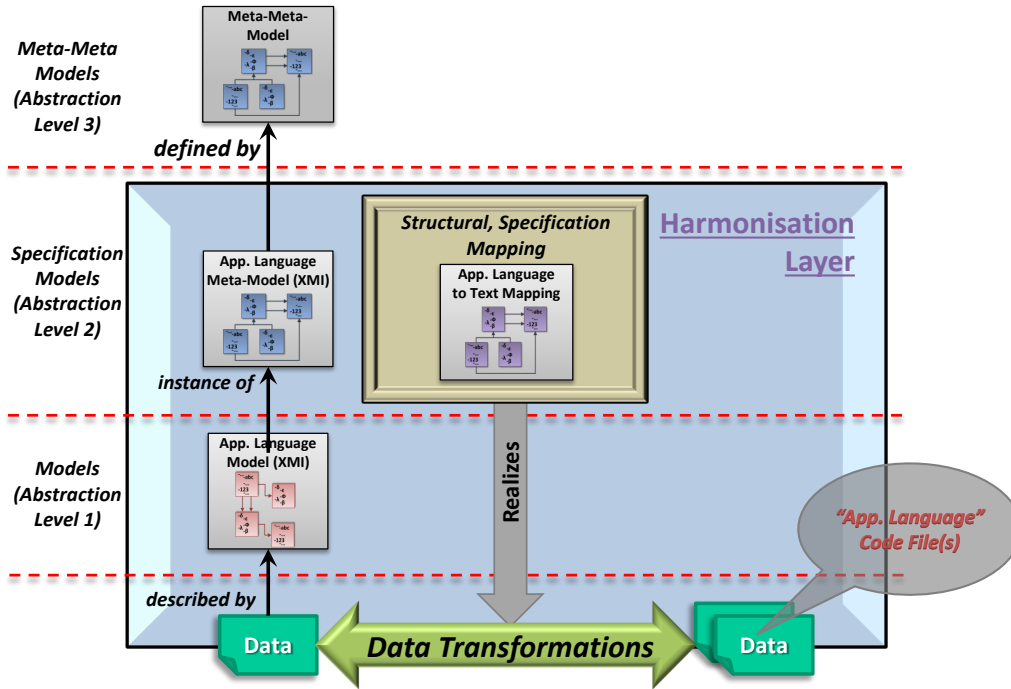 Meta-Meta-
Model
Meta-Meta
Models
(Abstraction
Level 3)
defined by
Structural, Specification
Mapping
Harmonisation
Layer
Specification
Models
(Abstraction
Level 2)
App. Language
Meta-Model (XMI)
App. Language
to Text Mapping
instance of
App. Language
Model (XMI)
Models
(Abstraction
Level 1)
Realizes
“App. Language”
Code File(s)
described by
Data
Data Transformations
Data